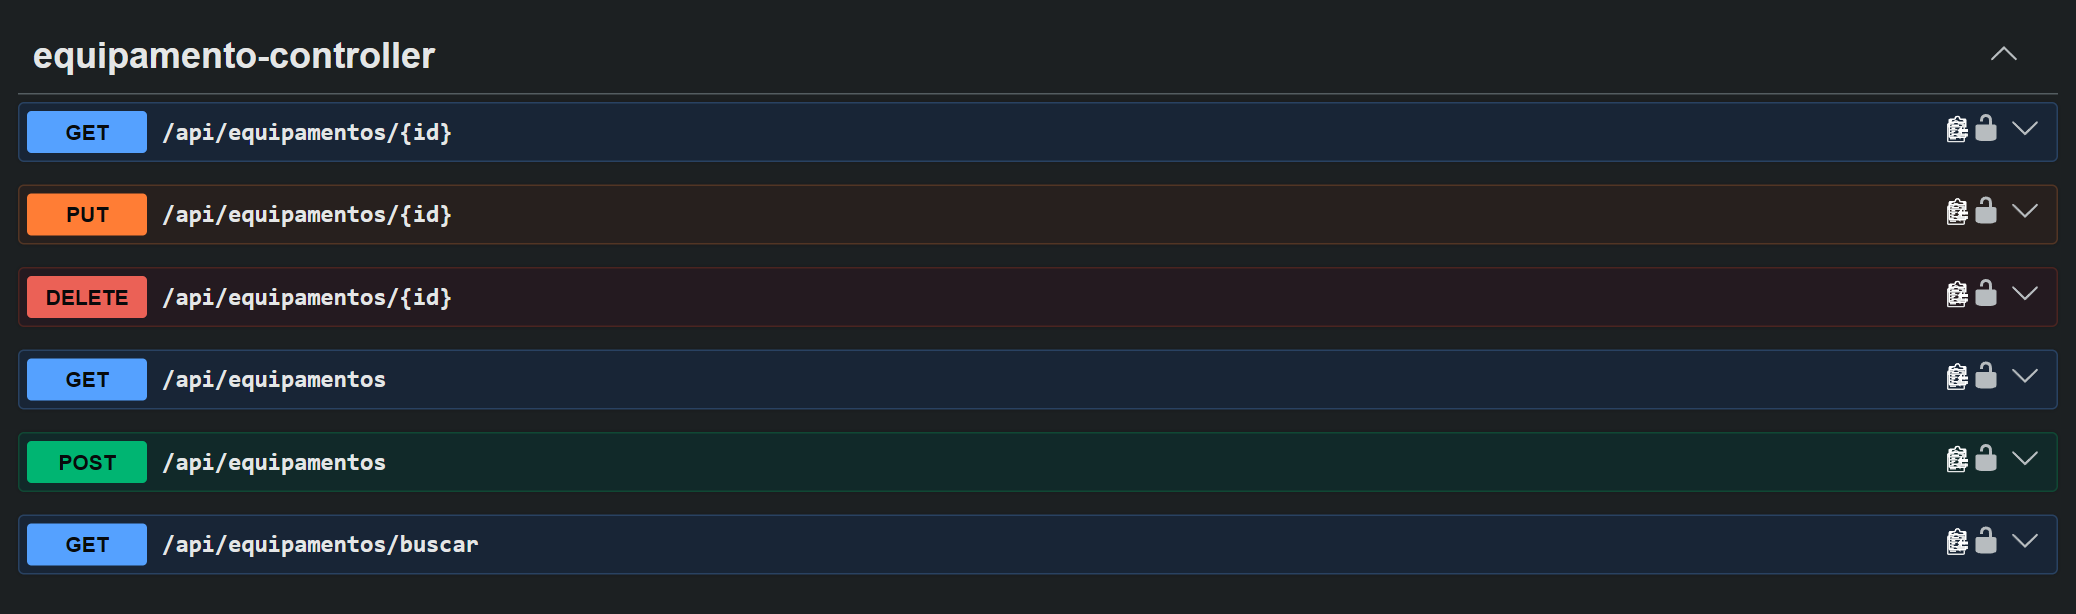 equipamento-controller
GET /api/equipamentos/{id}
PUT /api/equipamentos/{id}
DELETE /api/equipamentos/{id}
GET /api/equipamentos
POST /api/equipamentos
GET /api/equipamentos/buscar